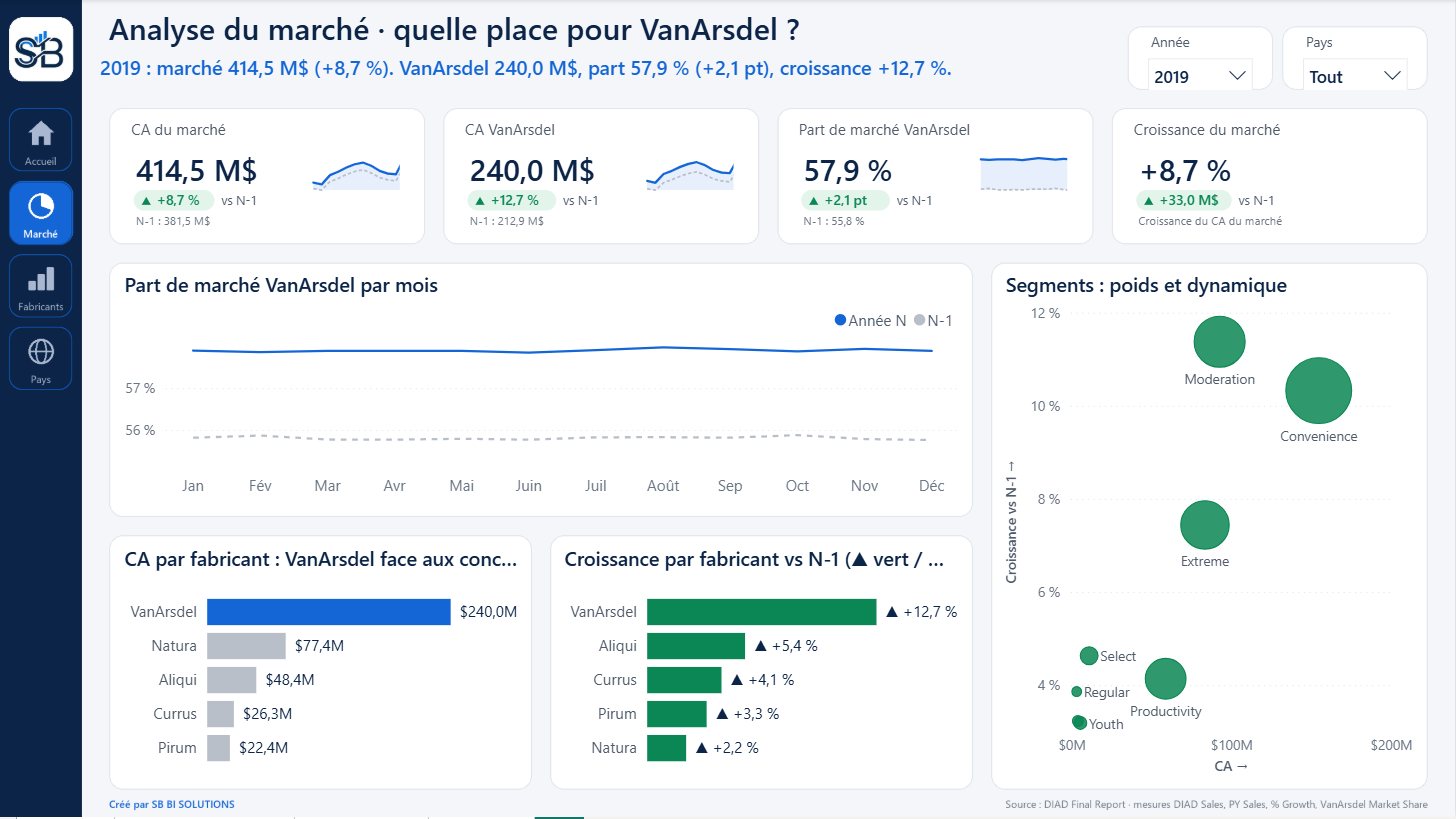 SB
Analyse du marché · quelle place pour VanArsdel ?
2019 : marché 414,5 M$ (+8,7 %). VanArsdel 240,0 M$, part 57,9 % (+2,1 pt), croissance +12,7 %.
Année
2019
Pays
Tout
Accueil
Marché
Fabricants
Pays
CA du marché
414,5 M$
▲ +8,7 % vs N-1
N-1 : 381,5 M$
CA VanArsdel
240,0 M$
▲ +12,7 % vs N-1
N-1 : 212,9 M$
Part de marché VanArsdel
57,9 %
▲ +2,1 pt vs N-1
N-1 : 55,8 %
Croissance du marché
+8,7 %
▲ +33,0 M$ vs N-1
Croissance du CA du marché
Part de marché VanArsdel par mois
Année N N-1
57 %
56 %
Jan Fév Mar Avr Mai Juin Juil Août Sep Oct Nov Déc
Segments : poids et dynamique
12 %
10 %
8 %
6 %
4 %
Croissance vs N-1 →
Moderation
Convenience
Extreme
Select
Regular
Productivity
Youth
$0M $100M $200M
CA →
CA par fabricant : VanArsdel face aux conc...
VanArsdel $240,0M
Natura $77,4M
Aliqui $48,4M
Currus $26,3M
Pirum $22,4M
Croissance par fabricant vs N-1 (▲ vert / ...
VanArsdel ▲ +12,7 %
Aliqui ▲ +5,4 %
Currus ▲ +4,1 %
Pirum ▲ +3,3 %
Natura ▲ +2,2 %
Créé par SB BI SOLUTIONS
Source : DIAD Final Report · mesures DIAD Sales, PY Sales, % Growth, VanArsdel Market Share